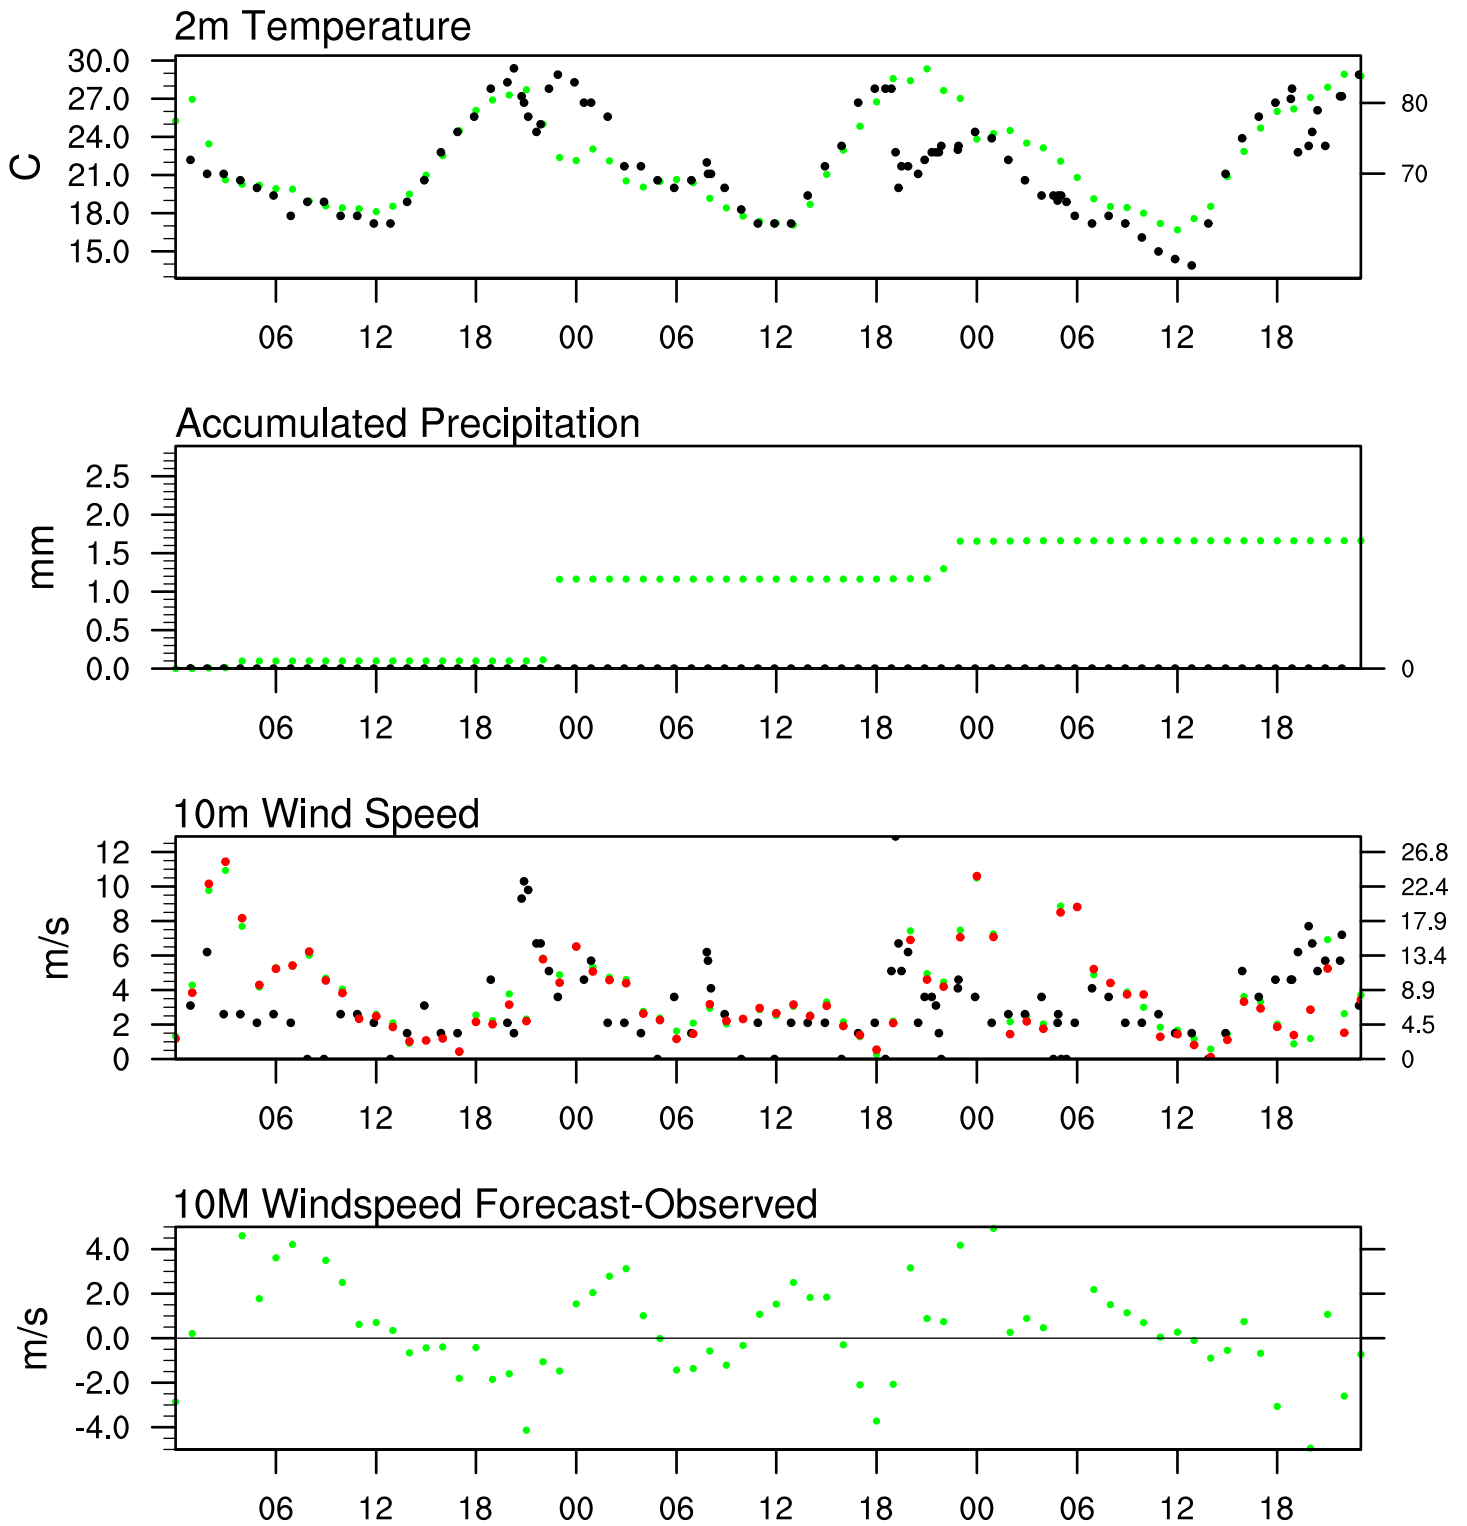 2m Temperature
30.0
27.0
24.0
21.0
18.0
15.0
C
80
70
06 12 18 00 06 12 18 00 06 12 18
Accumulated Precipitation
2.5
2.0
1.5
1.0
0.5
0.0
mm
0
06 12 18 00 06 12 18 00 06 12 18
10m Wind Speed
12
10
8
6
4
2
0
m/s
26.8
22.4
17.9
13.4
8.9
4.5
0
06 12 18 00 06 12 18 00 06 12 18
10M Windspeed Forecast-Observed
4.0
2.0
0.0
-2.0
-4.0
m/s
06 12 18 00 06 12 18 00 06 12 18